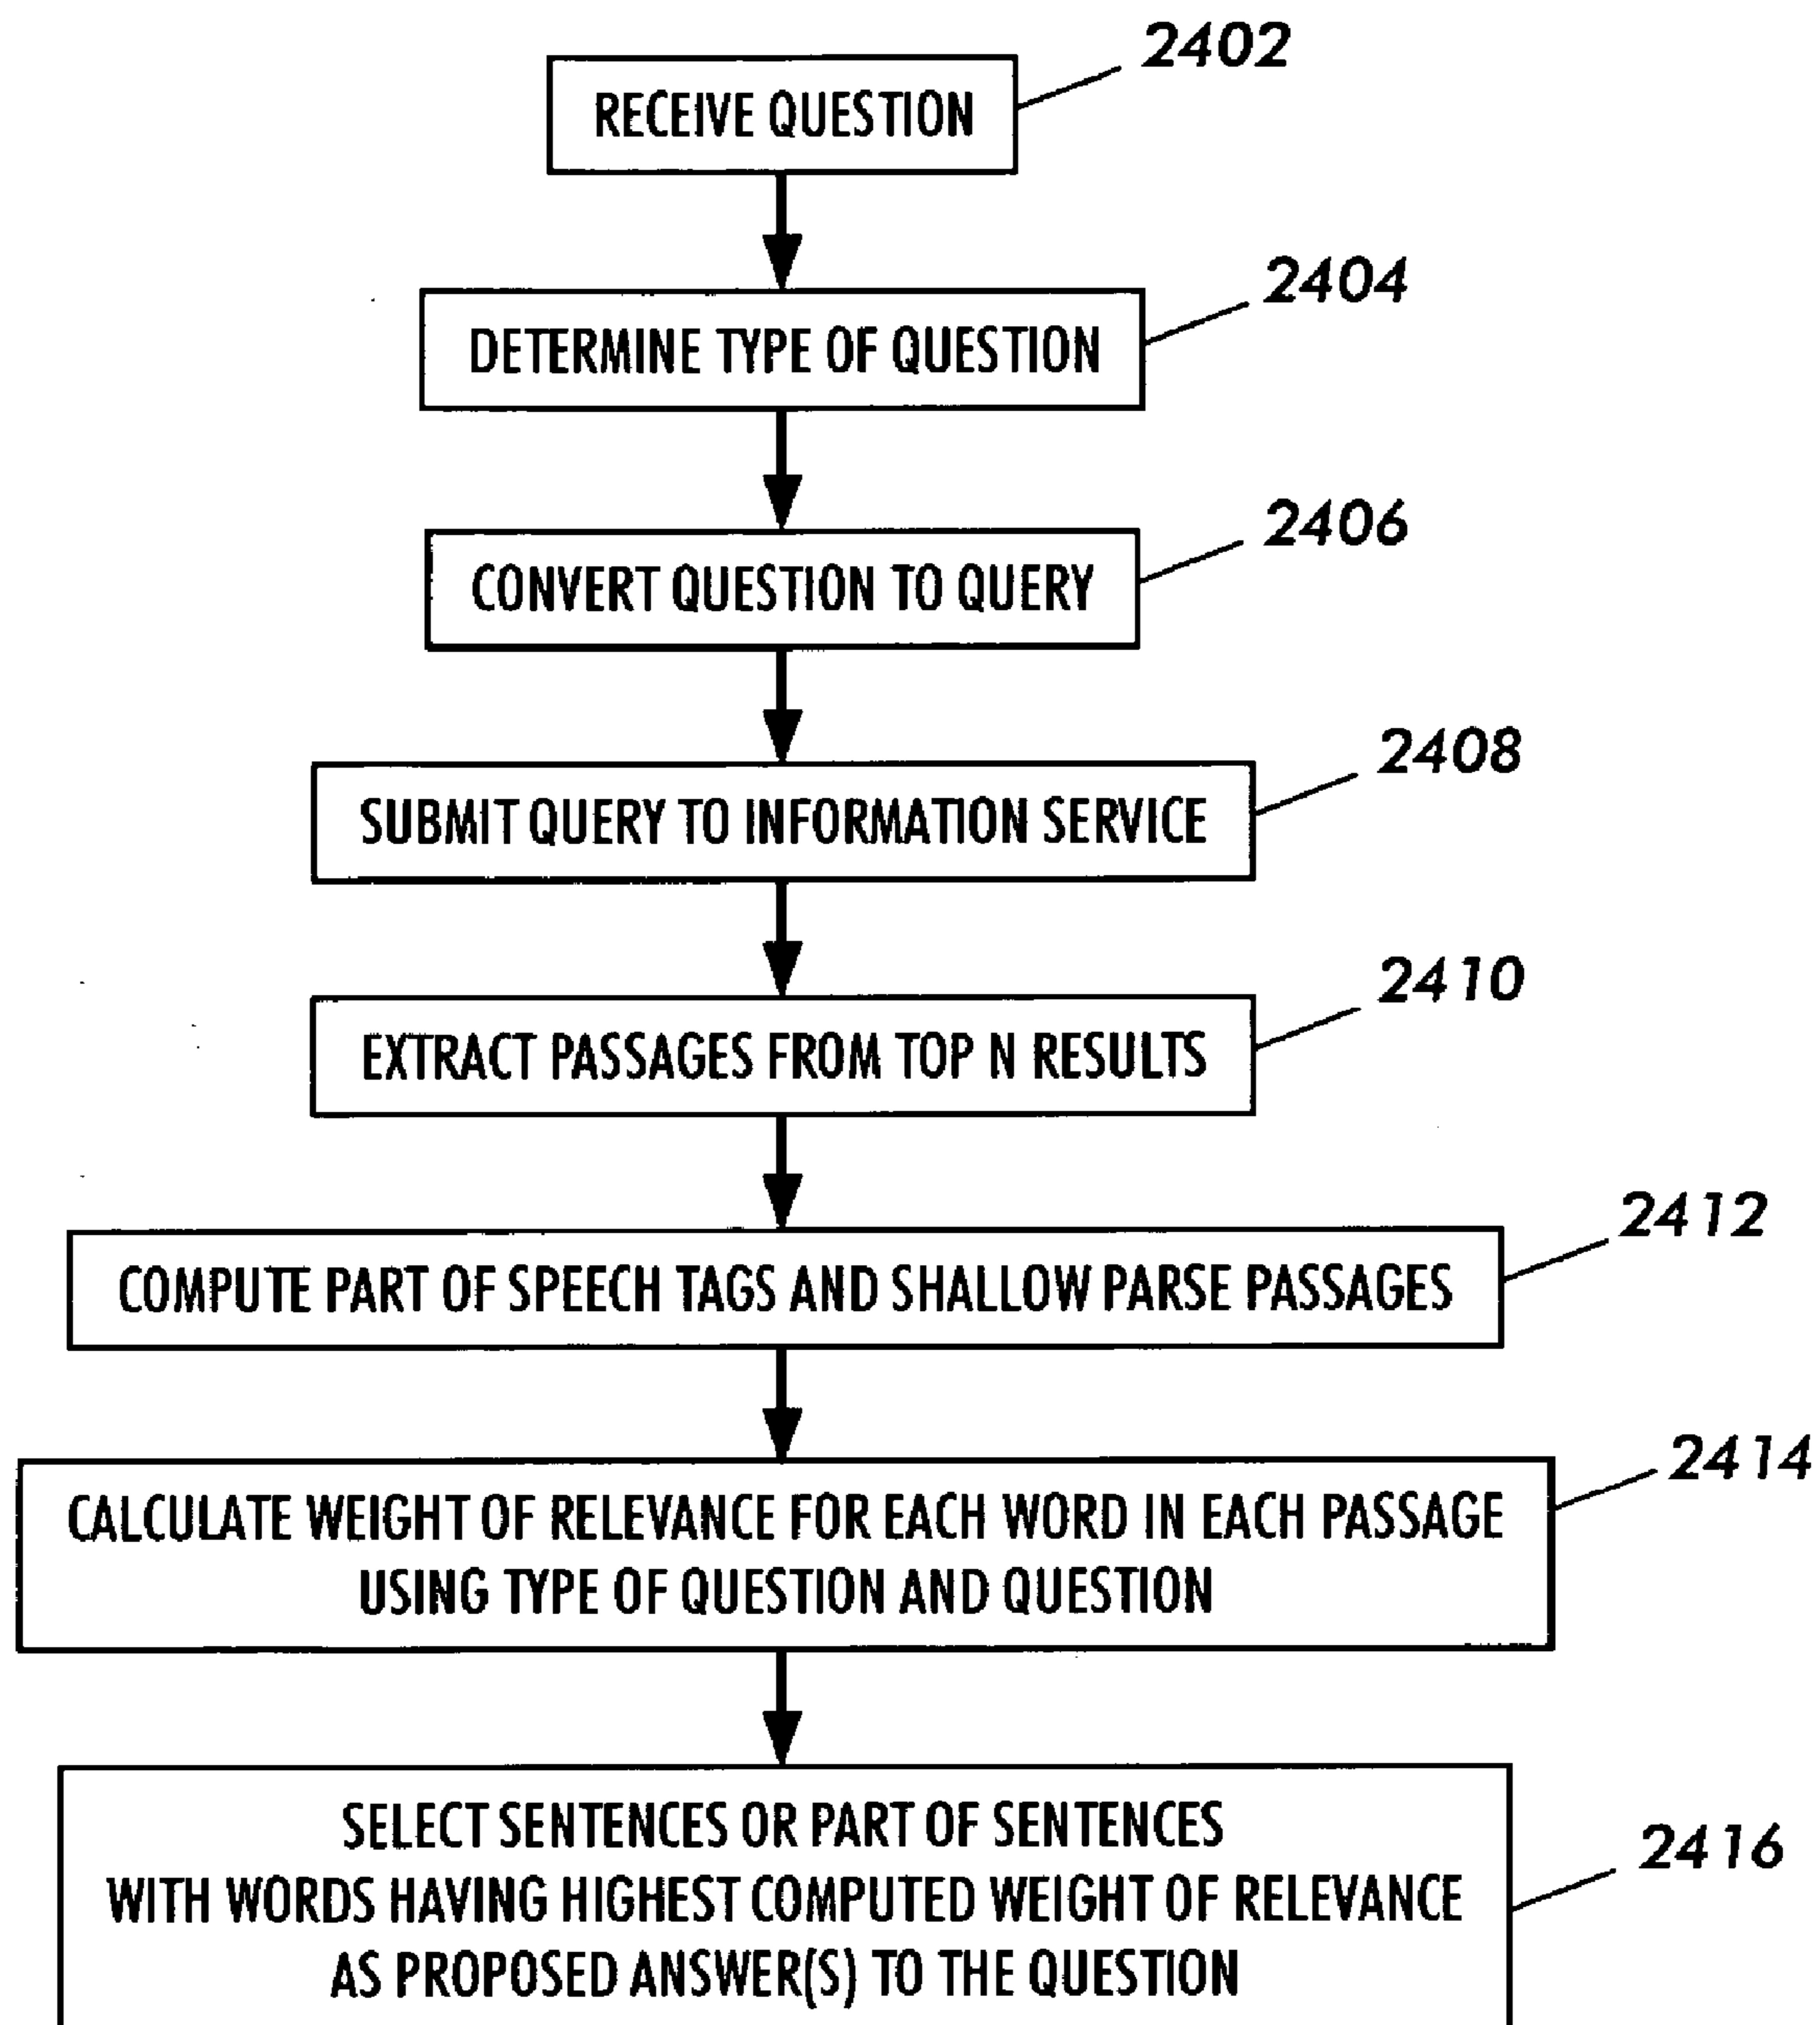 2402
RECEIVE QUESTION
2404
DETERMINE TYPE OF QUESTION
2406
CONVERT QUESTION TO QUERY
2408
SUBMIT QUERY TO INFORMATION SERVICE
2410
EXTRACT PASSAGES FROM TOP N RESULTS
2412
COMPUTE PART OF SPEECH TAGS AND SHALLOW PARSE PASSAGES
2414
CALCULATE WEIGHT OF RELEVANCE FOR EACH WORD IN EACH PASSAGE
USING TYPE OF QUESTION AND QUESTION
2416
SELECT SENTENCES OR PART OF SENTENCES
WITH WORDS HAVING HIGHEST COMPUTED WEIGHT OF RELEVANCE
AS PROPOSED ANSWER(S) TO THE QUESTION